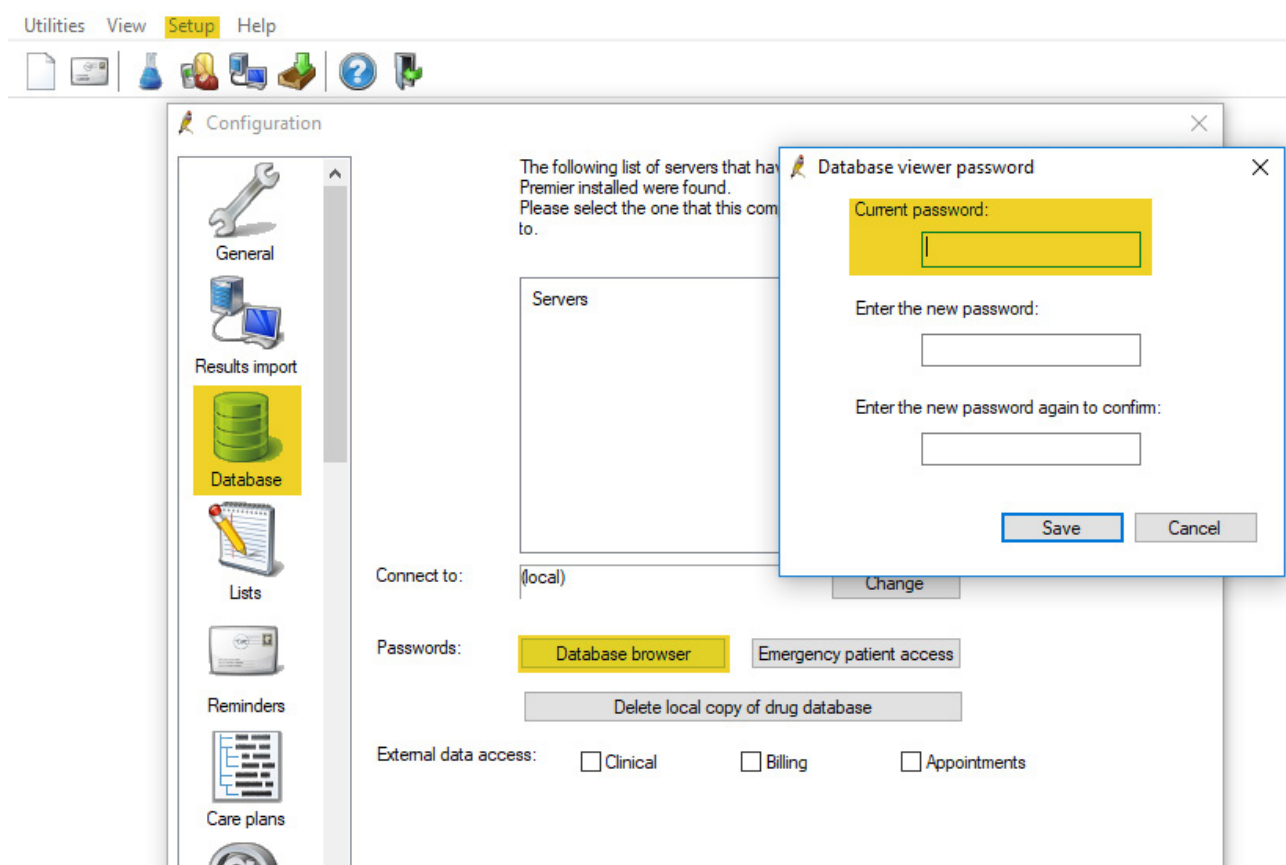 Utilities View Setup Help
Configuration
General
Results import
Database
Lists
Reminders
Care plans
The following list of servers that hav
Premier installed were found.
Please select the one that this com
to.
Servers
Connect to:
(local)
Change
Passwords:
Database browser
Emergency patient access
Delete local copy of drug database
External data access:
Clinical
Billing
Appointments
Database viewer password
Current password:
Enter the new password:
Enter the new password again to confirm:
Save
Cancel